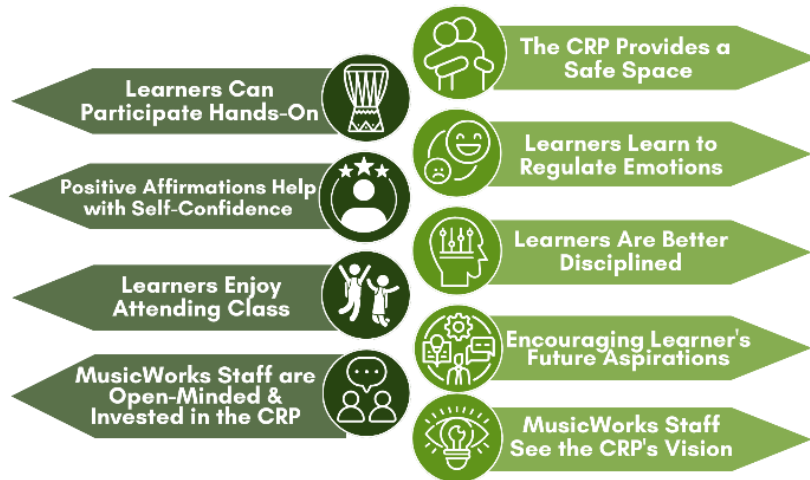 Learners Can
Participate Hands-On
Positive Affirmations Help
with Self-Confidence
Learners Enjoy
Attending Class
MusicWorks Staff are
Open-Minded &
Invested in the CRP
The CRP Provides a
Safe Space
Learners Learn to
Regulate Emotions
Learners Are Better
Disciplined
Encouraging Learner's
Future Aspirations
MusicWorks Staff
See the CRP's Vision